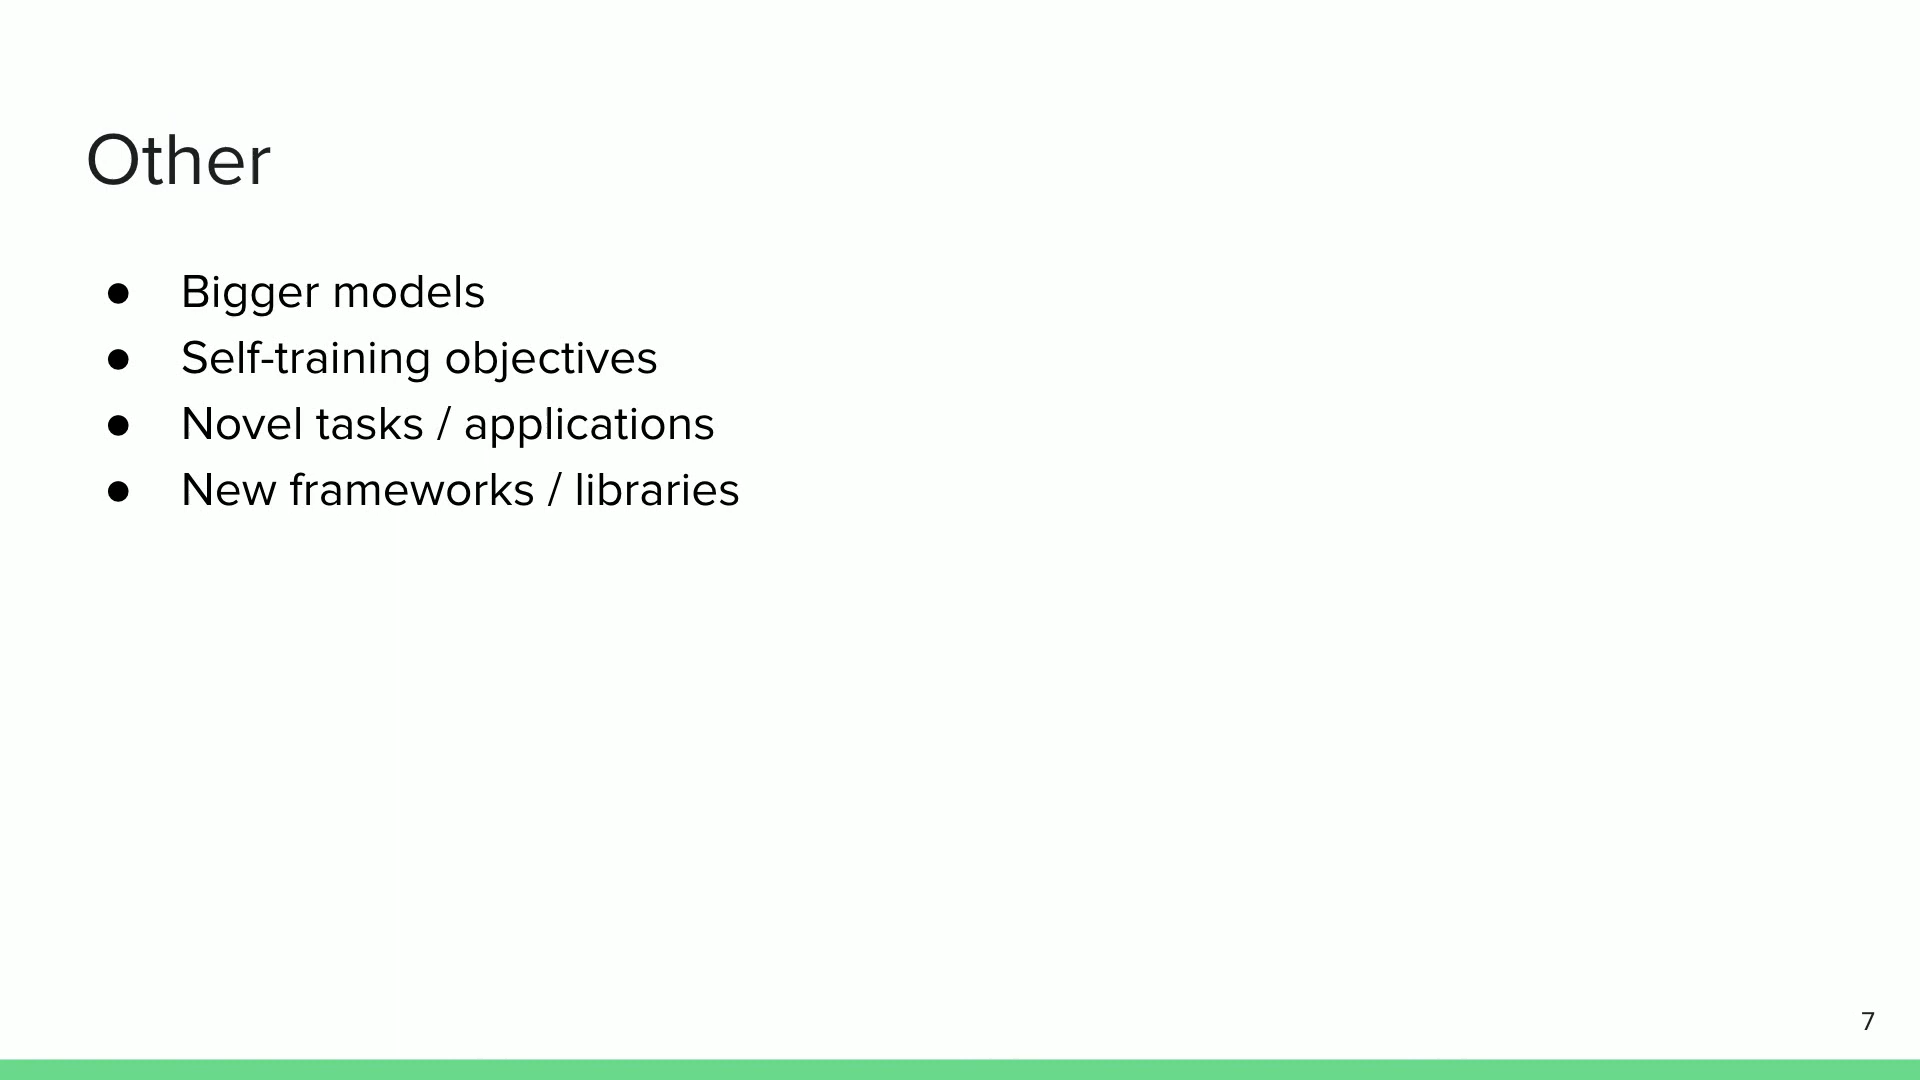 Other
● Bigger models
● Self-training objectives
● Novel tasks / applications
● New frameworks / libraries
7